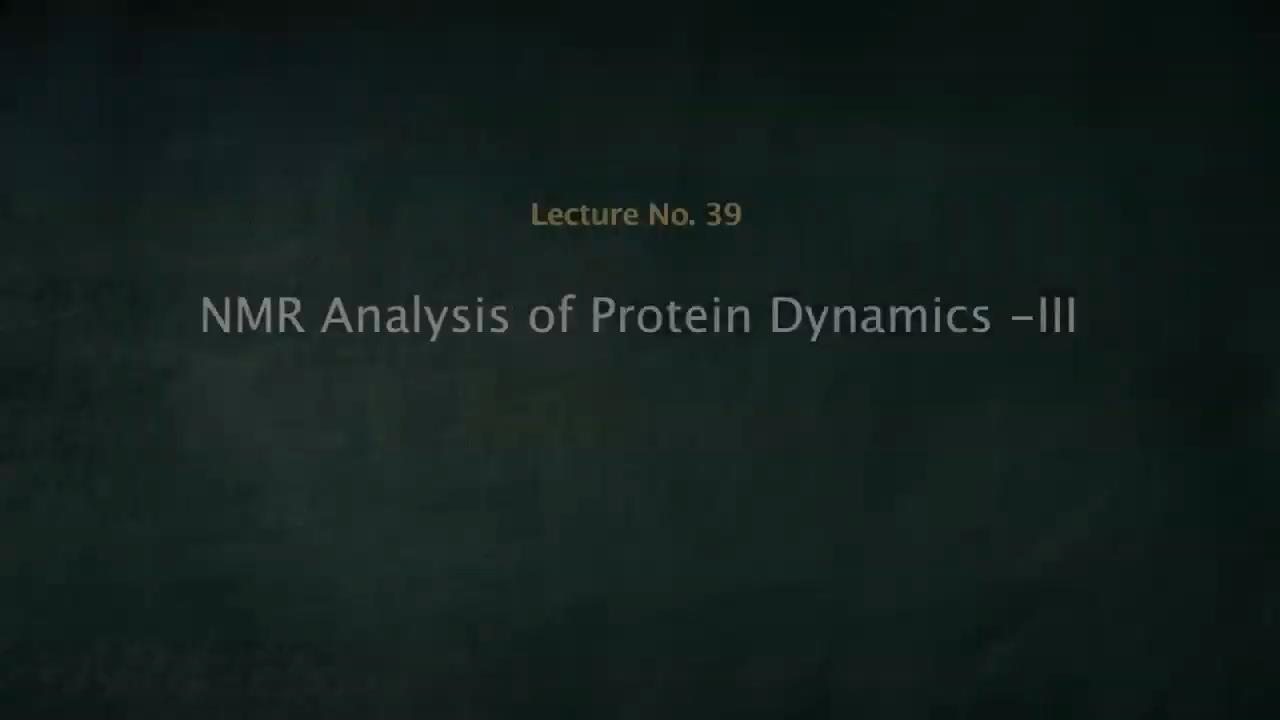 Lecture No. 39
NMR Analysis of Protein Dynamics -III